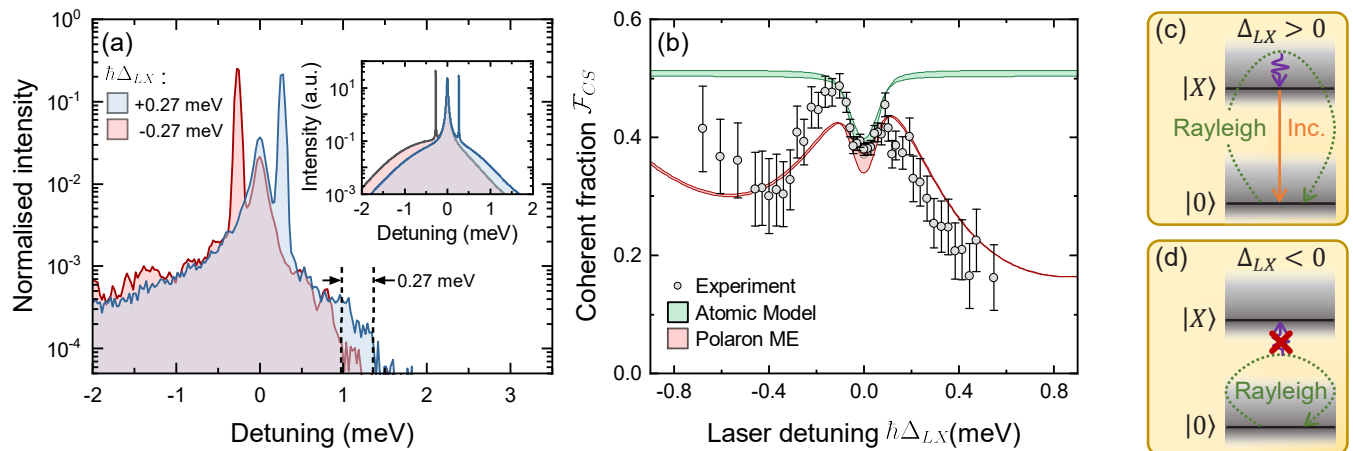 (a)
ħΔ_LX :
+0.27 meV
-0.27 meV
Normalised intensity
10^0
10^-1
10^-2
10^-3
10^-4
-2
-1
0
1
2
3
Detuning (meV)
0.27 meV
Intensity (a.u.)
10^1
10^-1
10^-3
-2
-1
0
1
2
Detuning (meV)
(b)
Coherent fraction ℱ_CS
0.6
0.4
0.2
0.0
Experiment
Atomic Model
Polaron ME
-0.8
-0.4
0.0
0.4
0.8
Laser detuning ħΔ_LX(meV)
(c)
Δ_LX > 0
|X⟩
Rayleigh
Inc.
|0⟩
(d)
Δ_LX < 0
|X⟩
Rayleigh
|0⟩